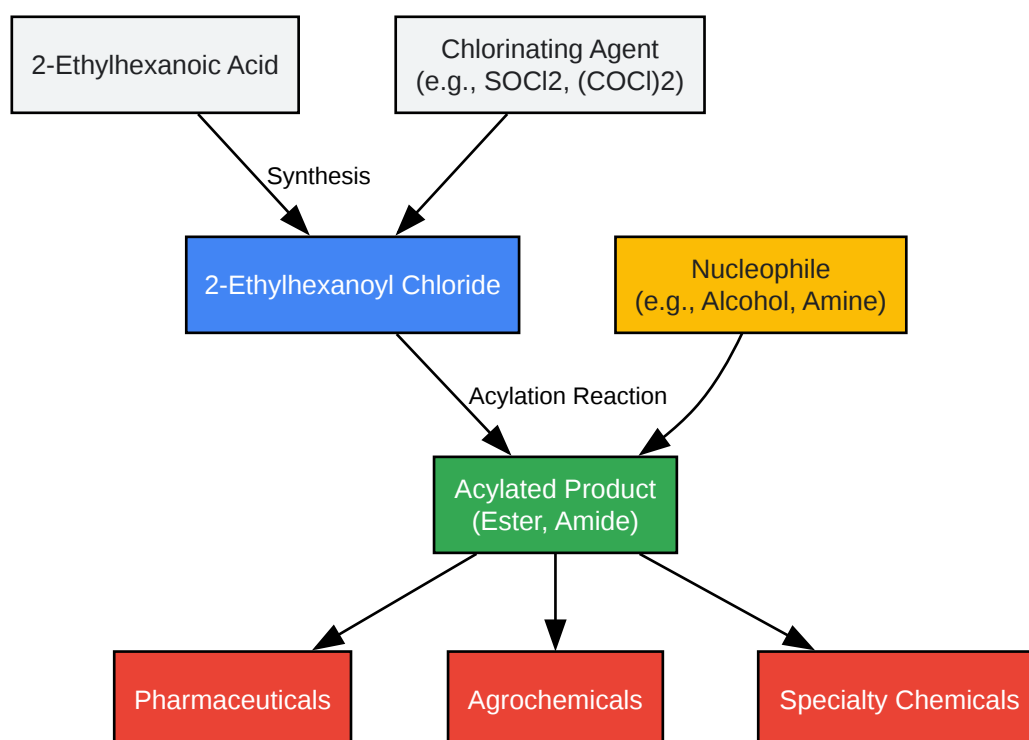 2-Ethylhexanoic Acid
Chlorinating Agent
(e.g., SOCl2, (COCl)2)
Synthesis
2-Ethylhexanoyl Chloride
Nucleophile
(e.g., Alcohol, Amine)
Acylation Reaction
Acylated Product
(Ester, Amide)
Pharmaceuticals
Agrochemicals
Specialty Chemicals